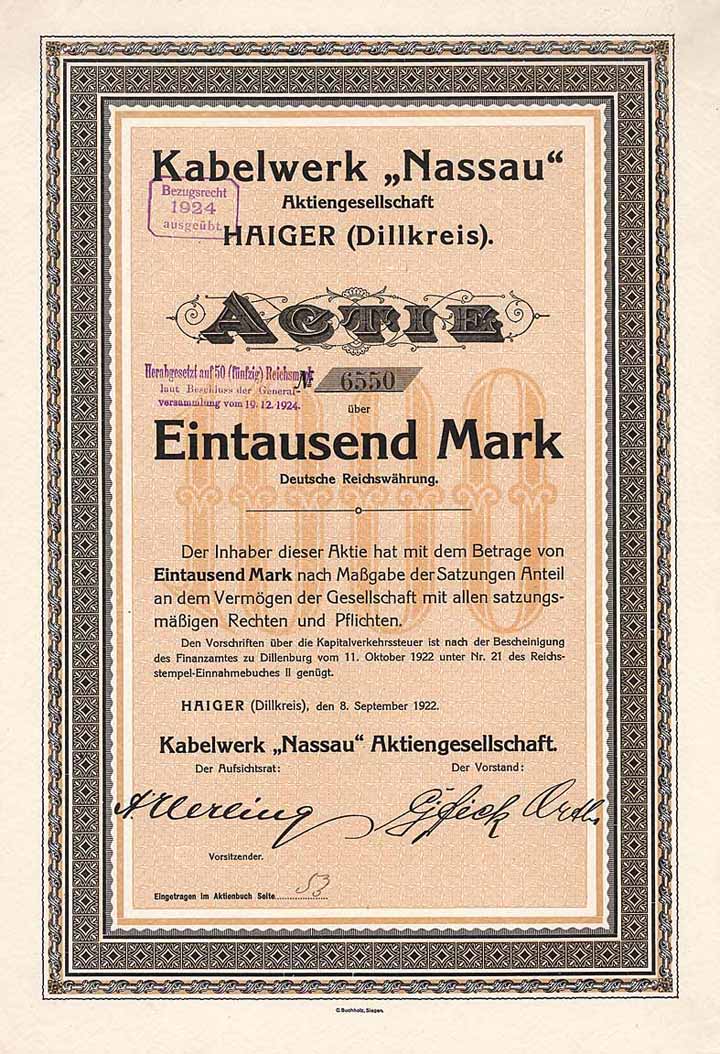 Kabelwerk „Nassau“
Aktiengesellschaft
HAIGER (Dillkreis).
Bezugsrecht
1924
ausgeübt.
ACTIE
Herabgesetzt auf 50 (fünfzig) Reichsmark
laut Beschluss der General-
versammlung vom 19.12.1924.
№ 6550
über
1000
Eintausend Mark
Deutsche Reichswährung.
Der Inhaber dieser Aktie hat mit dem Betrage von
Eintausend Mark nach Maßgabe der Satzungen Anteil
an dem Vermögen der Gesellschaft mit allen satzungs-
mäßigen Rechten und Pflichten.
Den Vorschriften über die Kapitalverkehrssteuer ist nach der Bescheinigung
des Finanzamtes zu Dillenburg vom 11. Oktober 1922 unter Nr. 21 des Reichs-
stempel-Einnahmebuches II genügt.
HAIGER (Dillkreis), den 8. September 1922.
Kabelwerk „Nassau“ Aktiengesellschaft.
Der Aufsichtsrat: Der Vorstand:
Vorsitzender.
Eingetragen im Aktienbuch Seite 53
C. Buchholz, Siegen.